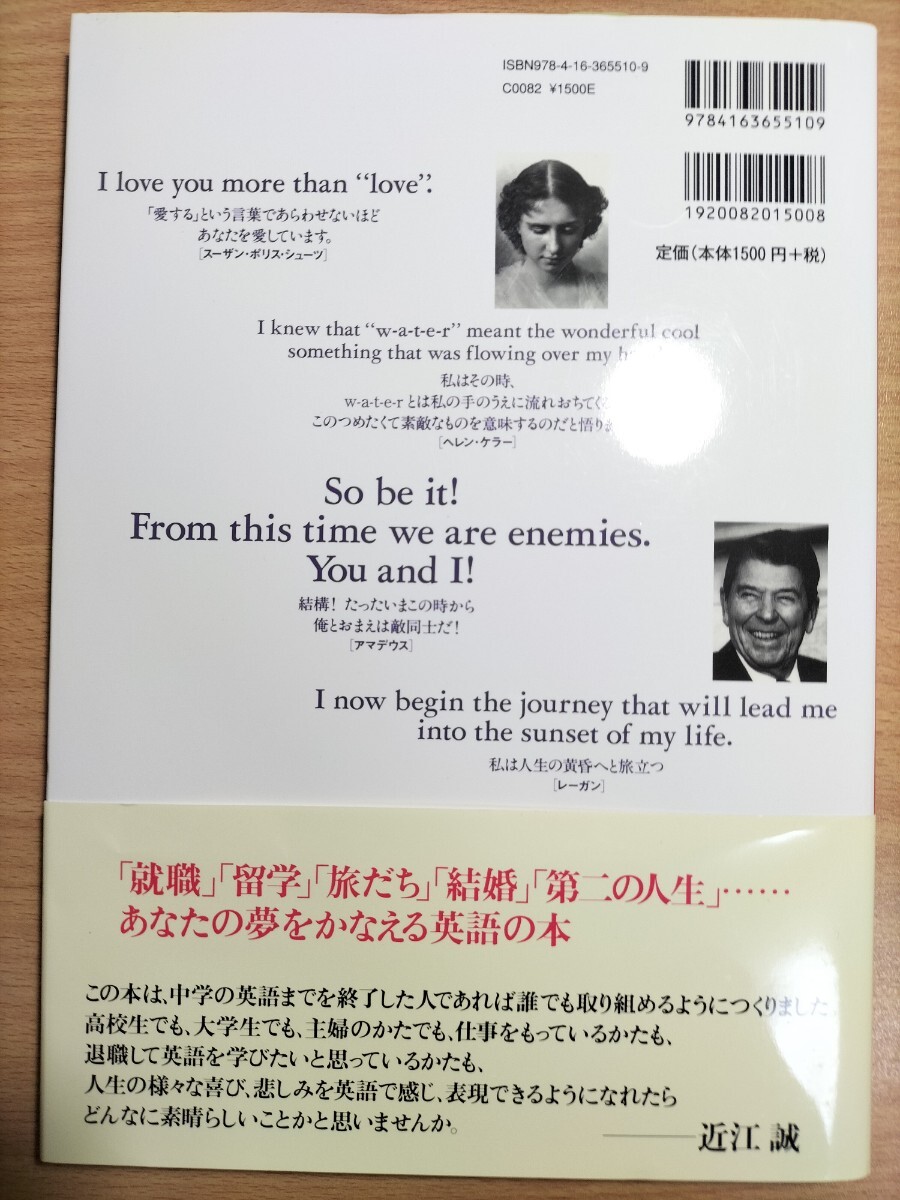 ISBN978-4-16-365510-9
C0082 ¥1500E
9784163655109
1920082015008
定価(本体1500円+税)
I love you more than “love”.
「愛する」という言葉であらわせないほど
あなたを愛しています。
[スーザン・ポリス・シューツ]
I knew that “w-a-t-e-r” meant the wonderful cool
something that was flowing over my
私はその時、
w-a-t-e-rとは私の手のうえに流れおちてくる
このつめたくて素敵なものを意味するのだと悟り
[ヘレン・ケラー]
So be it!
From this time we are enemies.
You and I!
結構! たったいまこの時から
俺とおまえは敵同士だ!
[アマデウス]
I now begin the journey that will lead me
into the sunset of my life.
私は人生の黄昏へと旅立つ
[レーガン]
「就職」「留学」「旅だち」「結婚」「第二の人生」……
あなたの夢をかなえる英語の本
この本は、中学の英語までを終了した人であれば誰でも取り組めるようにつくりました。
高校生でも、大学生でも、主婦のかたでも、仕事をもっているかたも、
退職して英語を学びたいと思っているかたも、
人生の様々な喜び、悲しみを英語で感じ、表現できるようになれたら
どんなに素晴らしいことかと思いませんか。
——近江 誠